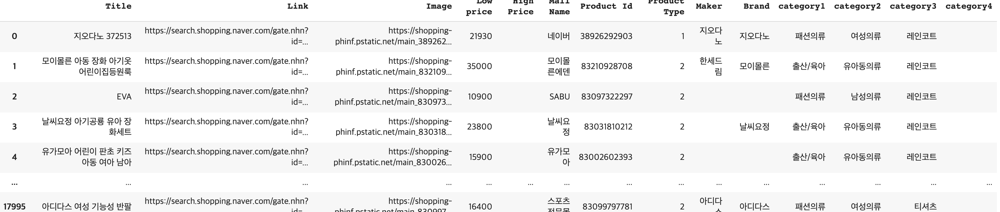 Title Link Image Low price High Price Mall Name Product Id Product Type Maker Brand category1 category2 category3 category4
0 지오다노 372513 https://search.shopping.naver.com/gate.nhn?id=... https://shopping-phinf.pstatic.net/main_389262... 21930 네이버 38926292903 1 지오다노 지오다노 패션의류 여성의류 레인코트
1 모이몰른 아동 장화 아기옷 어린이집등원룩 https://search.shopping.naver.com/gate.nhn?id=... https://shopping-phinf.pstatic.net/main_832109... 35000 모이몰른에덴 83210928708 2 한세드림 모이몰른 출산/육아 유아동의류 레인코트
2 EVA https://search.shopping.naver.com/gate.nhn?id=... https://shopping-phinf.pstatic.net/main_830973... 10900 SABU 83097322297 2 패션의류 남성의류 레인코트
3 날씨요정 아기공룡 유아 장화세트 https://search.shopping.naver.com/gate.nhn?id=... https://shopping-phinf.pstatic.net/main_830318... 23800 날씨요정 83031810212 2 날씨요정 출산/육아 유아동의류 레인코트
4 유가모아 어린이 판초 키즈 아동 여아 남아 https://search.shopping.naver.com/gate.nhn?id=... https://shopping-phinf.pstatic.net/main_830026... 15900 유가모아 83002602393 2 출산/육아 유아동의류 레인코트
... ... ... ... ... ... ... ... ... ... ... ... ... ... ...
17995 아디다스 여성 기능성 반팔 https://search.shopping.naver.com/gate.nhn?id=... https://shopping-phinf.pstatic.net/main_830997... 16400 스포츠 83099797781 2 아디다스 아디다스 패션의류 여성의류 티셔츠